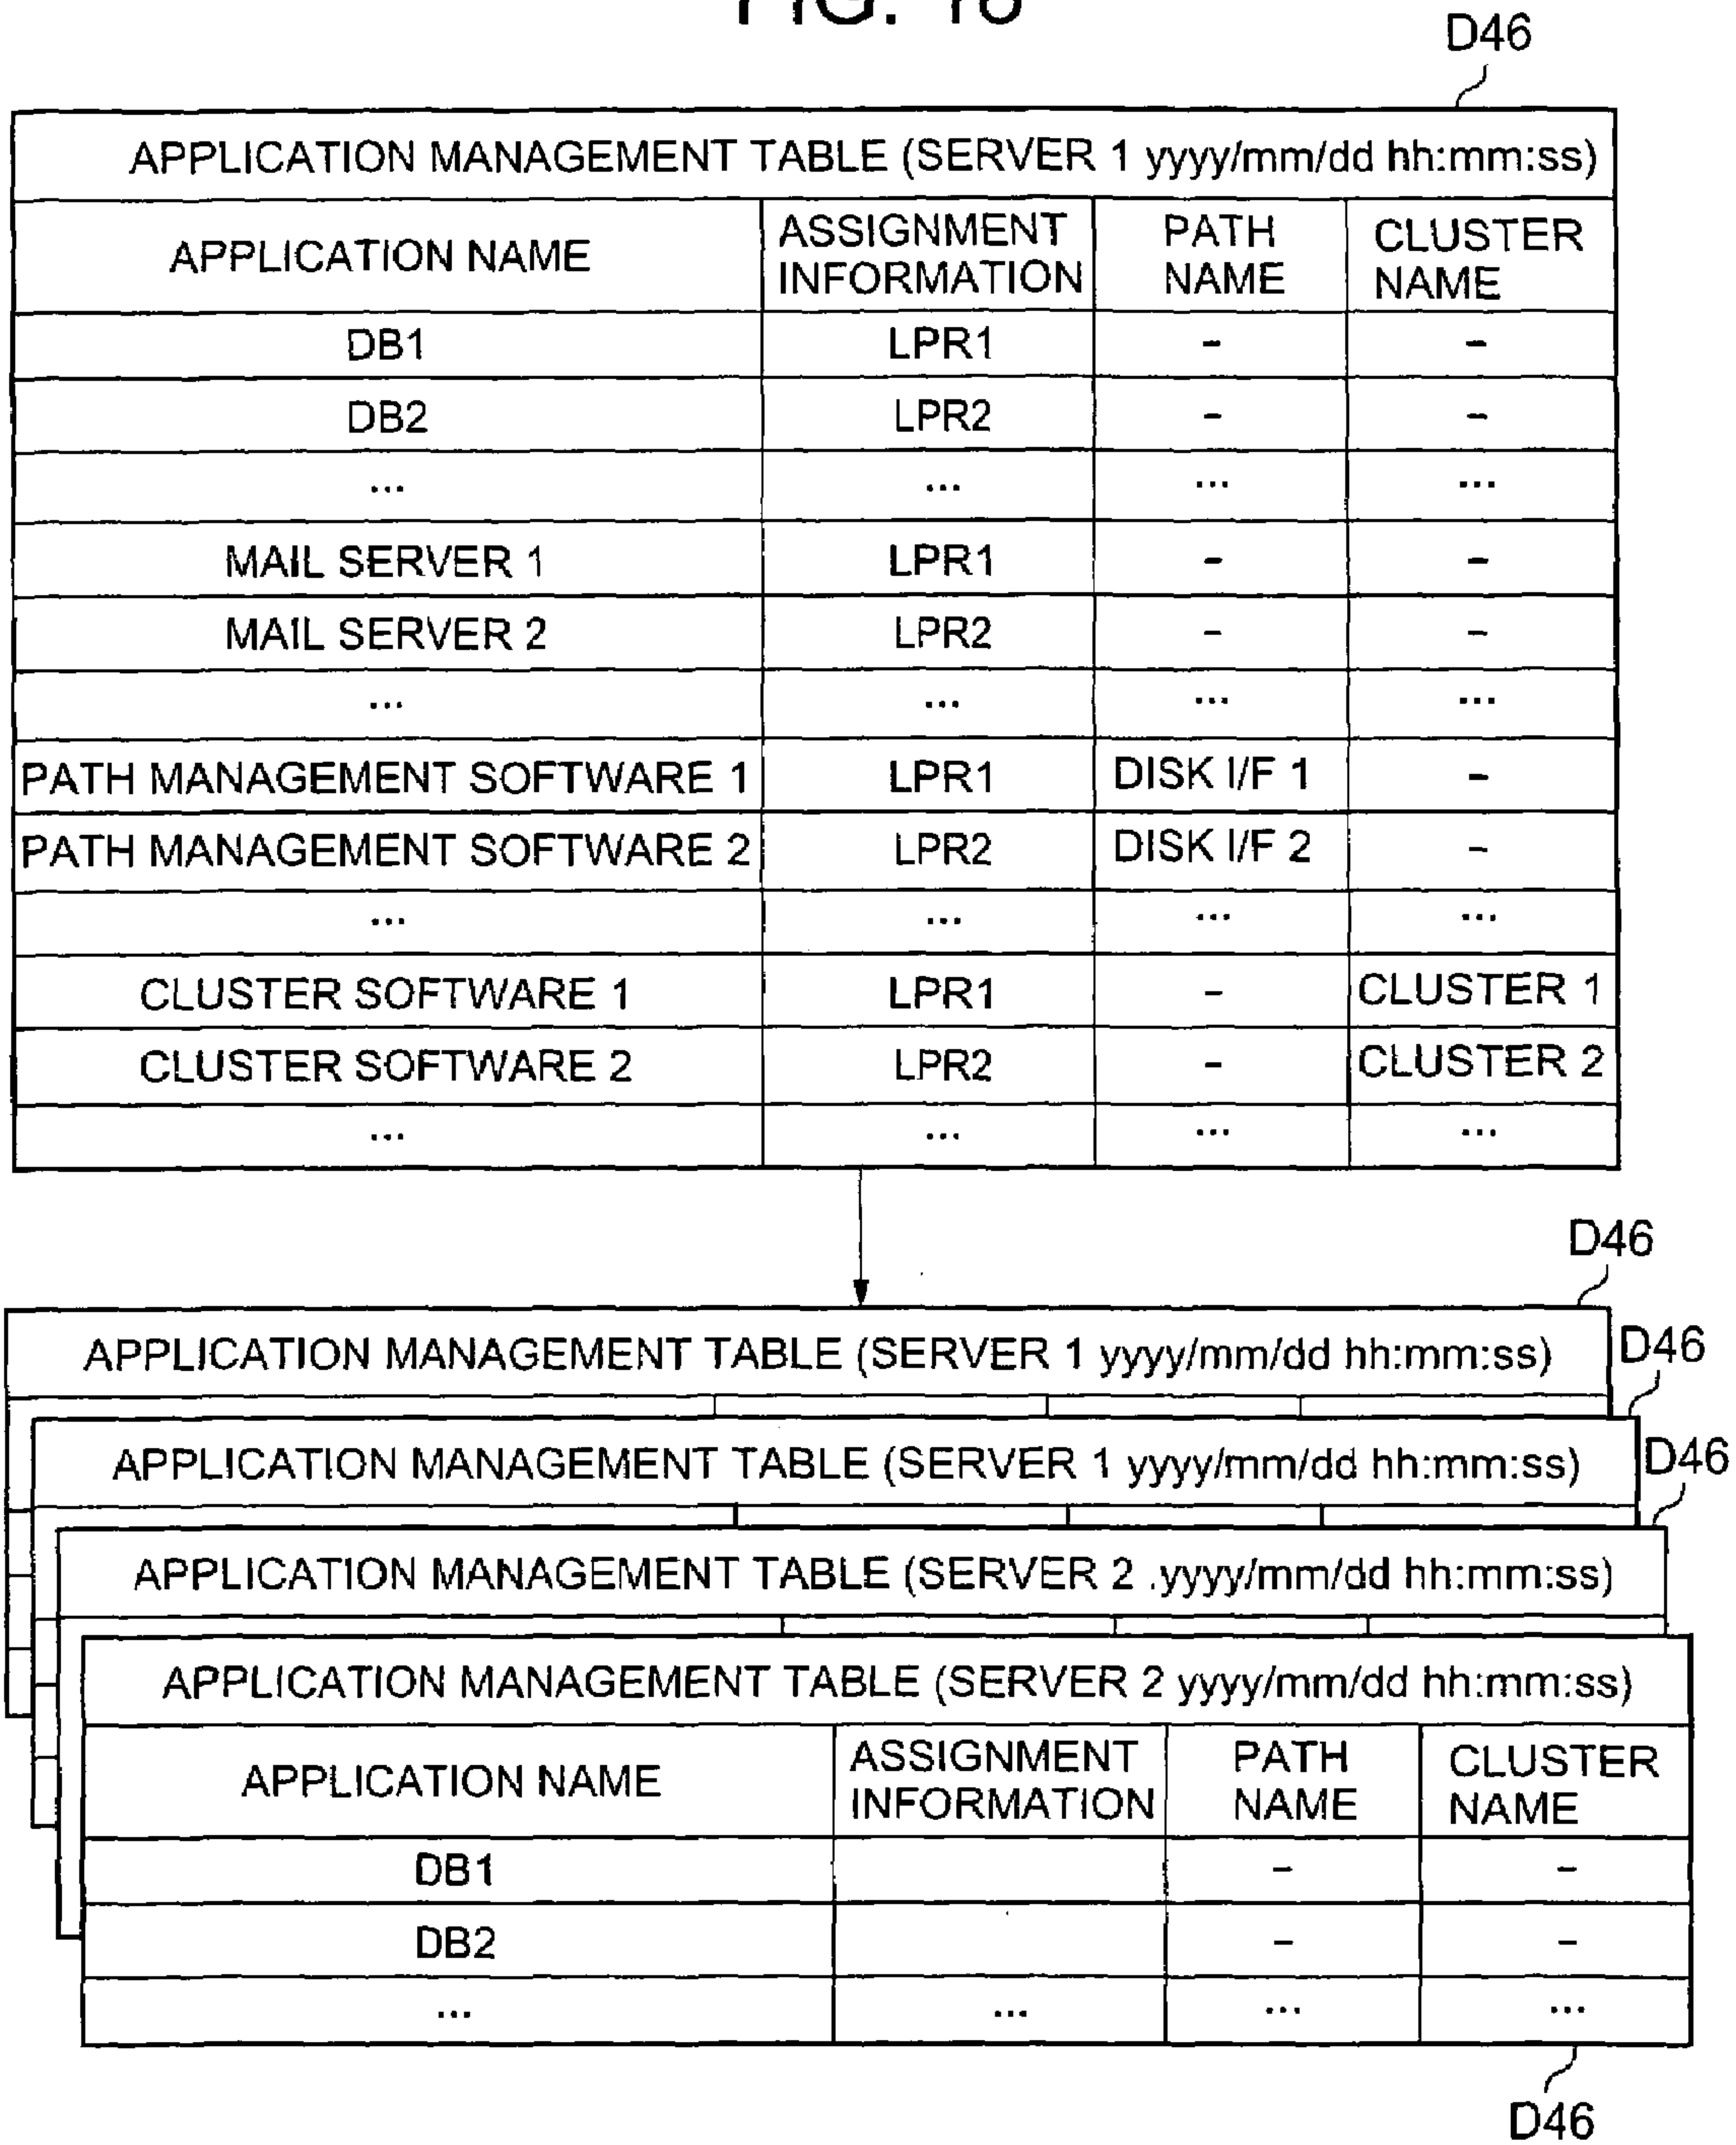 FIG. 18
D46
APPLICATION MANAGEMENT TABLE (SERVER 1 yyyy/mm/dd hh:mm:ss)
APPLICATION NAME ASSIGNMENT INFORMATION PATH NAME CLUSTER NAME
DB1 LPR1 - -
DB2 LPR2 - -
... ... ... ...
MAIL SERVER 1 LPR1 - -
MAIL SERVER 2 LPR2 - -
... ... ... ...
PATH MANAGEMENT SOFTWARE 1 LPR1 DISK I/F 1 -
PATH MANAGEMENT SOFTWARE 2 LPR2 DISK I/F 2 -
... ... ... ...
CLUSTER SOFTWARE 1 LPR1 - CLUSTER 1
CLUSTER SOFTWARE 2 LPR2 - CLUSTER 2
... ... ... ...
D46
APPLICATION MANAGEMENT TABLE (SERVER 1 yyyy/mm/dd hh:mm:ss)
D46
APPLICATION MANAGEMENT TABLE (SERVER 1 yyyy/mm/dd hh:mm:ss)
D46
APPLICATION MANAGEMENT TABLE (SERVER 2 .yyyy/mm/dd hh:mm:ss)
APPLICATION MANAGEMENT TABLE (SERVER 2 yyyy/mm/dd hh:mm:ss)
APPLICATION NAME ASSIGNMENT INFORMATION PATH NAME CLUSTER NAME
DB1 - -
DB2 - -
... ... ... ...
D46